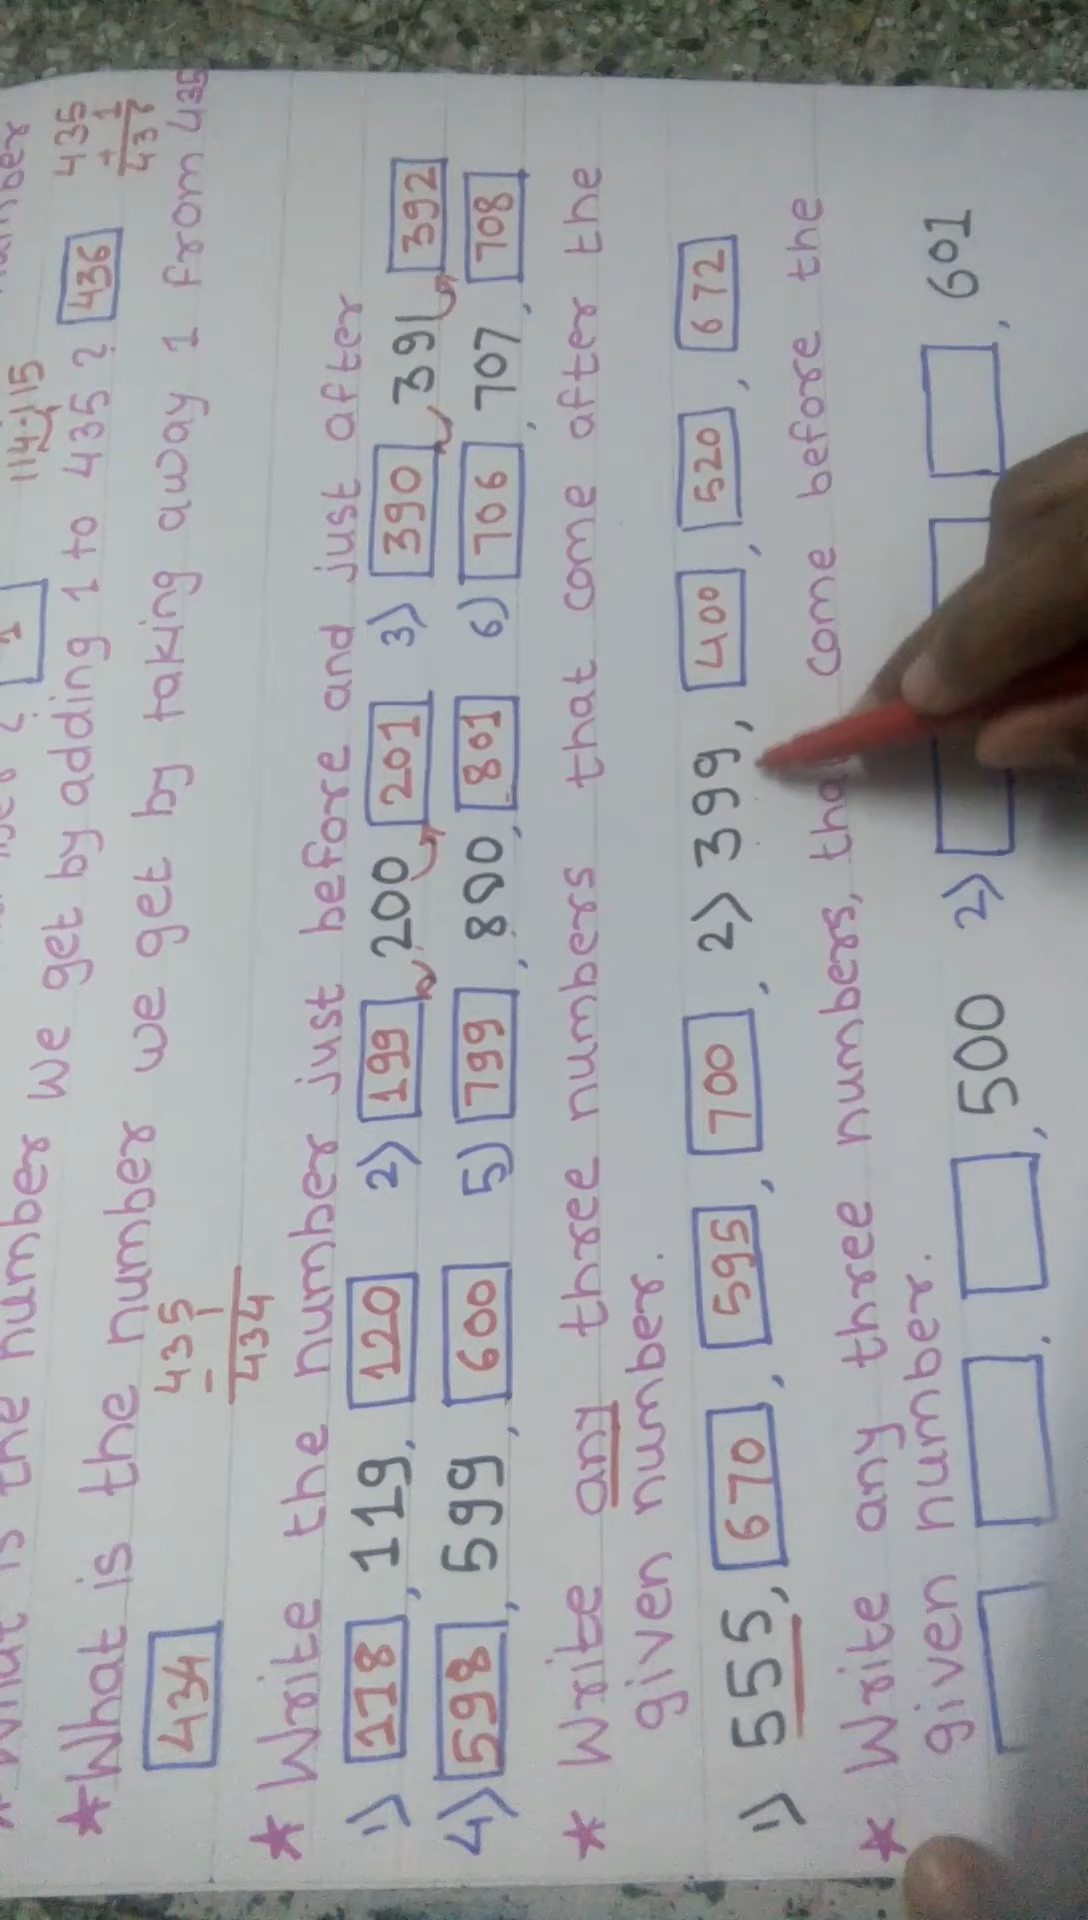 What is the number
number
1
114 115
We get by adding 1 to 435 ? 436
435
+ 1
436
* What is the number we get by taking away 1 from 435
434
435
- 1
434
* Write the number just before and just after
1) 118, 119, 120 2) 199, 200 201 3) 390, 391 392
4) 598, 599, 600 5) 799, 800, 801 6) 706, 707, 708
* Write any three numbers that come after the
given number.
1) 555, 670, 595, 700, 2) 399, 400, 520, 672
* Write any three numbers, tha come before the
given number.
, 500 2) , 601